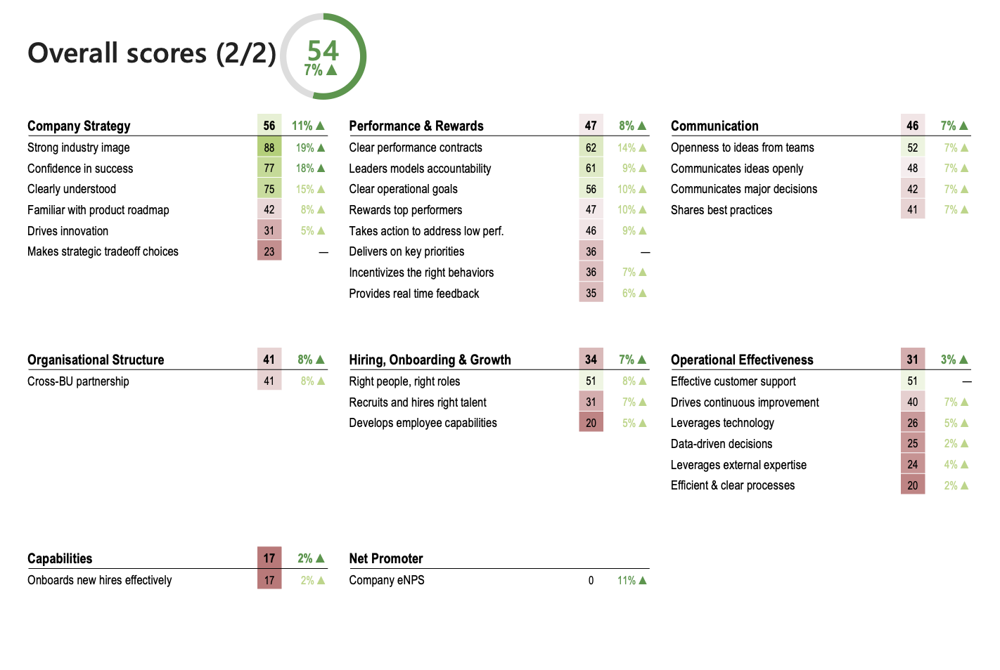 Overall scores (2/2)
54
7% ▲
Company Strategy 56 11% ▲
Strong industry image 88 19% ▲
Confidence in success 77 18% ▲
Clearly understood 75 15% ▲
Familiar with product roadmap 42 8% ▲
Drives innovation 31 5% ▲
Makes strategic tradeoff choices 23 —
Performance & Rewards 47 8% ▲
Clear performance contracts 62 14% ▲
Leaders models accountability 61 9% ▲
Clear operational goals 56 10% ▲
Rewards top performers 47 10% ▲
Takes action to address low perf. 46 9% ▲
Delivers on key priorities 36 —
Incentivizes the right behaviors 36 7% ▲
Provides real time feedback 35 6% ▲
Communication 46 7% ▲
Openness to ideas from teams 52 7% ▲
Communicates ideas openly 48 7% ▲
Communicates major decisions 42 7% ▲
Shares best practices 41 7% ▲
Organisational Structure 41 8% ▲
Cross-BU partnership 41 8% ▲
Hiring, Onboarding & Growth 34 7% ▲
Right people, right roles 51 8% ▲
Recruits and hires right talent 31 7% ▲
Develops employee capabilities 20 5% ▲
Operational Effectiveness 31 3% ▲
Effective customer support 51 —
Drives continuous improvement 40 7% ▲
Leverages technology 26 5% ▲
Data-driven decisions 25 2% ▲
Leverages external expertise 24 4% ▲
Efficient & clear processes 20 2% ▲
Capabilities 17 2% ▲
Onboards new hires effectively 17 2% ▲
Net Promoter
Company eNPS 0 11% ▲